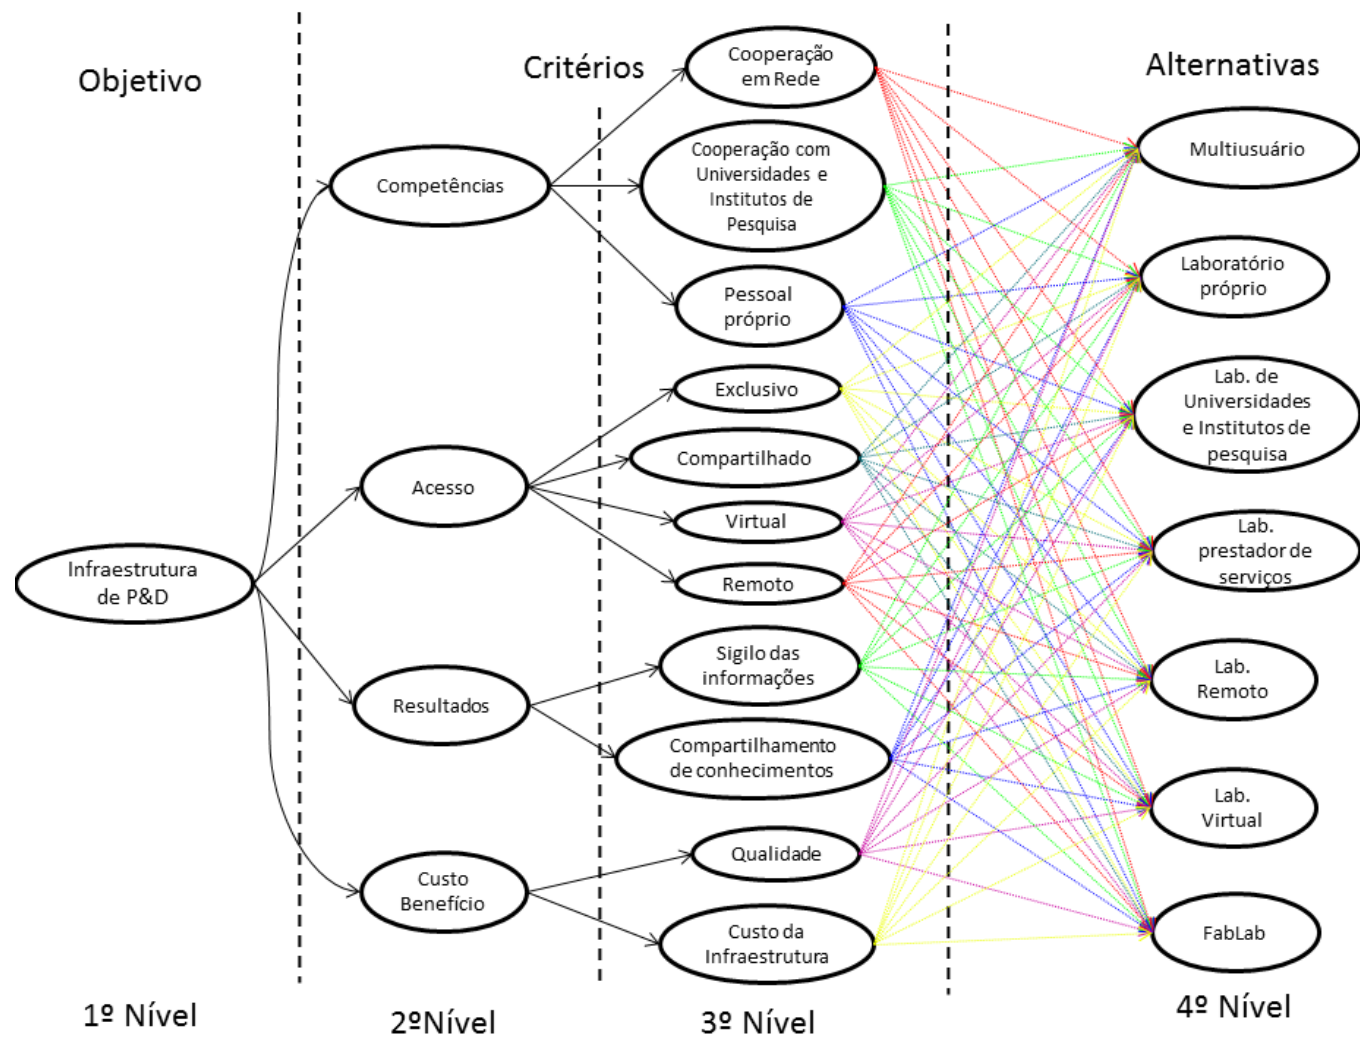 Objetivo
Critérios
Alternativas
Infraestrutura
de P&D
Competências
Acesso
Resultados
Custo
Benefício
Cooperação
em Rede
Cooperação com
Universidades e
Institutos de
Pesquisa
Pessoal
próprio
Exclusivo
Compartilhado
Virtual
Remoto
Sigilo das
informações
Compartilhamento
de conhecimentos
Qualidade
Custo da
Infraestrutura
Multiusuário
Laboratório
próprio
Lab. de
Universidades
e Institutos de
pesquisa
Lab.
prestador de
serviços
Lab.
Remoto
Lab.
Virtual
FabLab
1º Nível
2ºNível
3º Nível
4º Nível